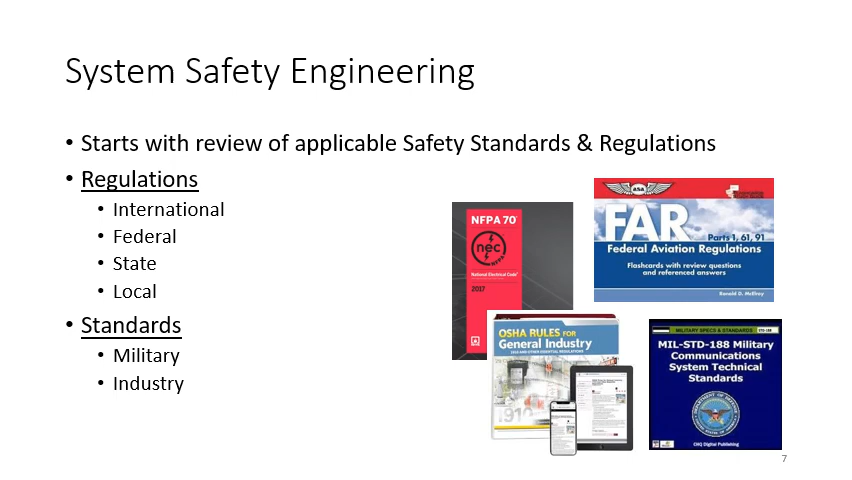 System Safety Engineering
• Starts with review of applicable Safety Standards & Regulations
• Regulations
• International
• Federal
• State
• Local
• Standards
• Military
• Industry
NFPA 70®
nec
NFPA
National Electrical Code®
2017
asa
FAR
Parts 1, 61, 91
Federal Aviation Regulations
Flashcards with review questions
and referenced answers
Ronald D. McElroy
OSHA RULES FOR
General Industry
1910
MILITARY SPECS & STANDARDS
STD-188
MIL-STD-188 Military
Communications
System Technical
Standards
CHQ Digital Publishing
7